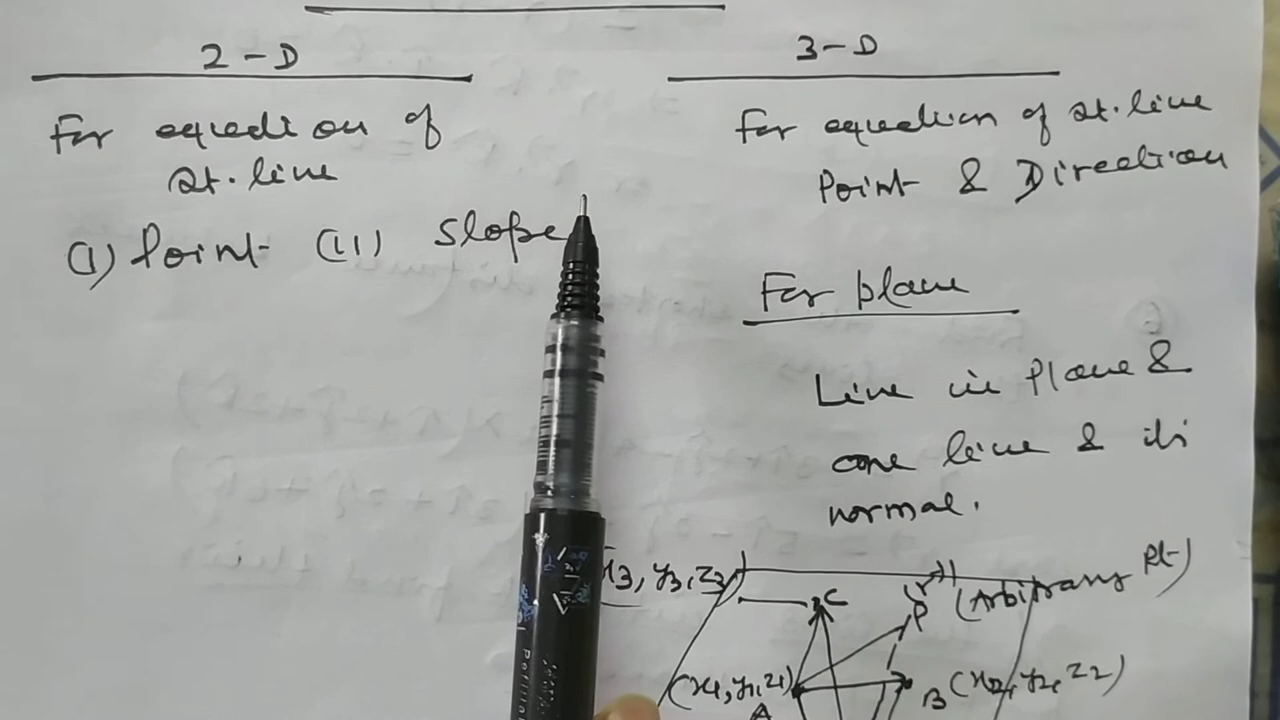 2-D
For equation of
st. line
(I) Point (II) slope
3-D
For equation of st. line
Point & Direction
For plane
Line in Plane &
one line & its
normal.
x3, y3, z3)
C
P (Arbitrary Pt)
(x1, y1, z1)
A
B (x2, y2, z2)